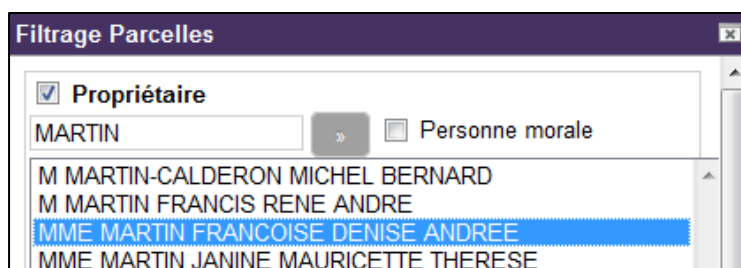 Filtrage Parcelles
Propriétaire
MARTIN » Personne morale
M MARTIN-CALDERON MICHEL BERNARD
M MARTIN FRANCIS RENE ANDRE
MME MARTIN FRANCOISE DENISE ANDREE
MME MARTIN JANINE MAURICETTE THERESE